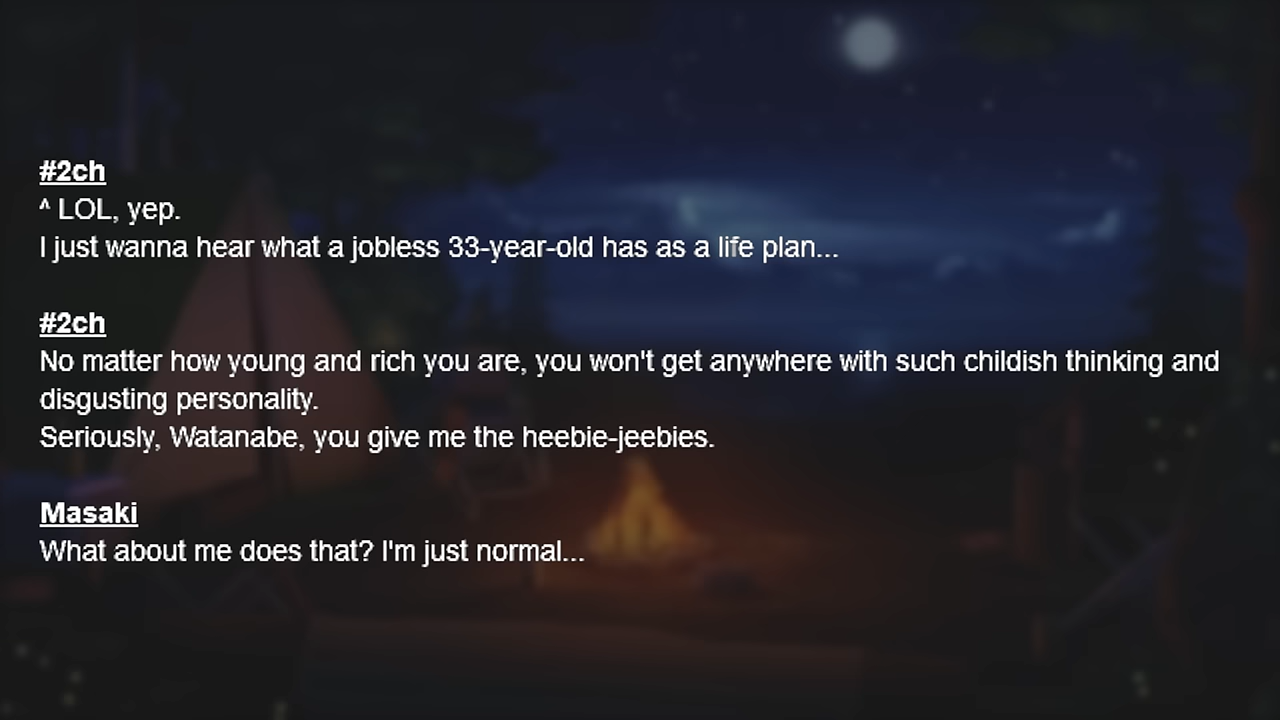 #2ch
^ LOL, yep.
I just wanna hear what a jobless 33-year-old has as a life plan...
#2ch
No matter how young and rich you are, you won't get anywhere with such childish thinking and
disgusting personality.
Seriously, Watanabe, you give me the heebie-jeebies.
Masaki
What about me does that? I'm just normal...